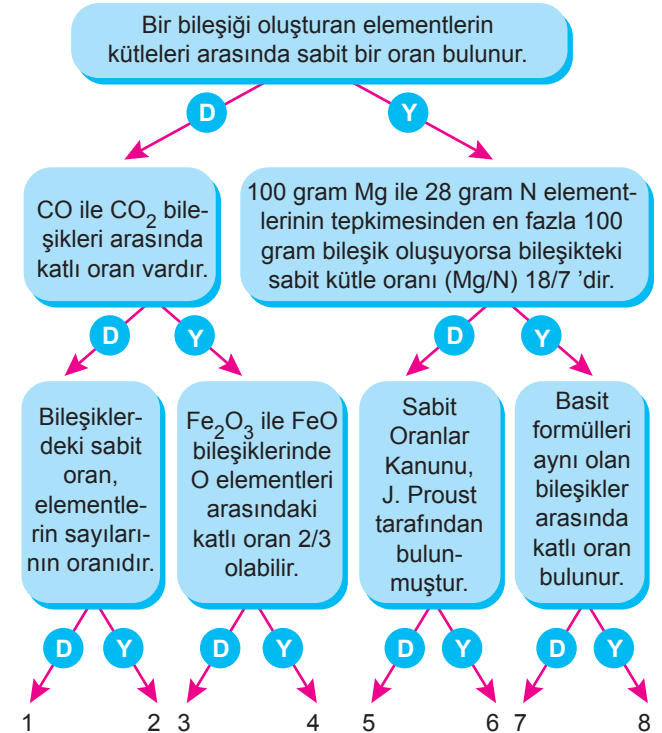 Bir bileşiği oluşturan elementlerin
kütleleri arasında sabit bir oran bulunur.
D
Y
CO ile CO2 bile-
şikleri arasında
katlı oran vardır.
100 gram Mg ile 28 gram N element-
lerinin tepkimesinden en fazla 100
gram bileşik oluşuyorsa bileşikteki
sabit kütle oranı (Mg/N) 18/7 ’dir.
D
Y
D
Y
Bileşikler-
deki sabit
oran,
elementle-
rin sayıları-
nın oranıdır.
Fe2O3 ile FeO
bileşiklerinde
O elementleri
arasındaki
katlı oran 2/3
olabilir.
Sabit
Oranlar
Kanunu,
J. Proust
tarafından
bulun-
muştur.
Basit
formülleri
aynı olan
bileşikler
arasında
katlı oran
bulunur.
D
Y
D
Y
D
Y
D
Y
1
2
3
4
5
6
7
8